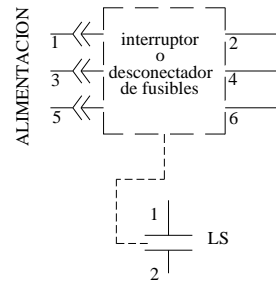 ALIMENTACION
1
interruptor
2
o
3
desconectador
4
de fusibles
5
6
1
LS
2